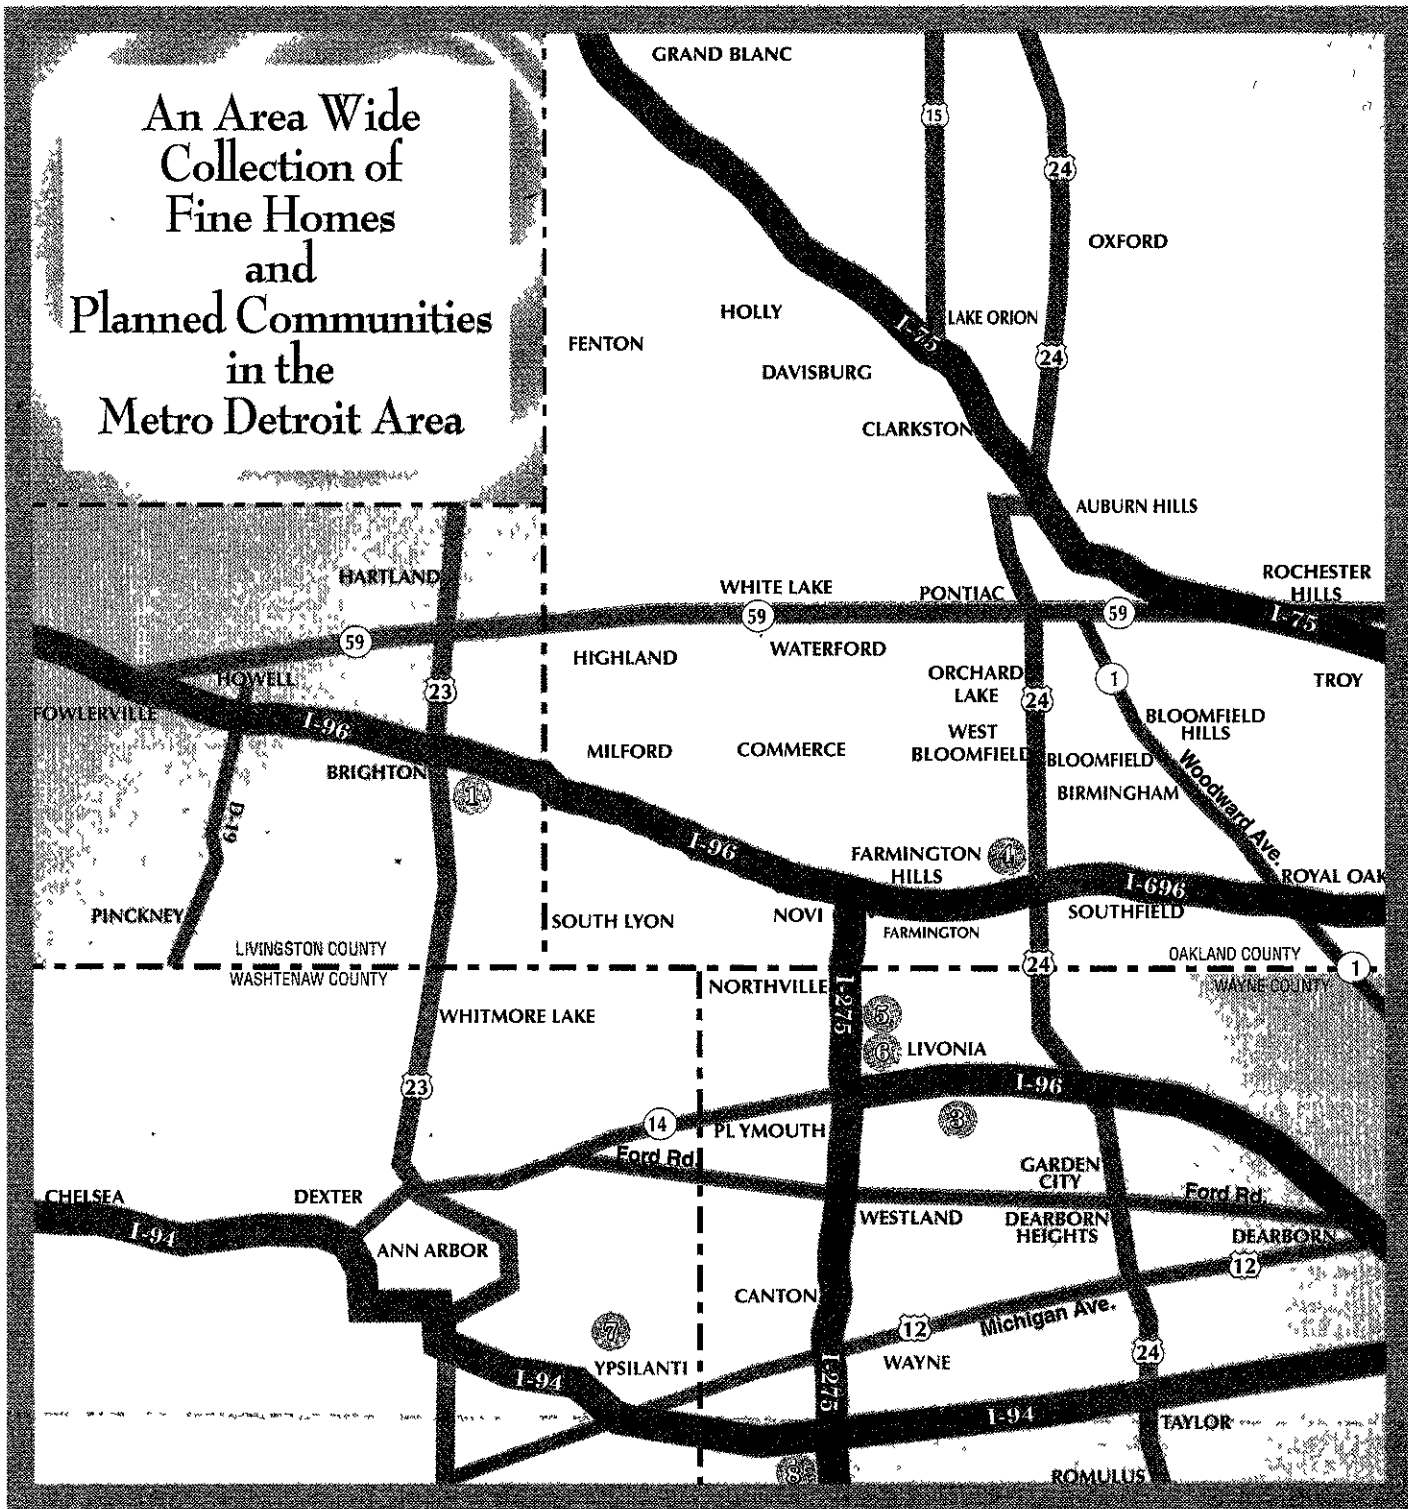 An Area Wide
Collection of
Fine Homes
and
Planned Communities
in the
Metro Detroit Area
GRAND BLANC
15
24
OXFORD
HOLLY
I-75
LAKE ORION
FENTON
24
DAVISBURG
CLARKSTON
AUBURN HILLS
HARTLAND
WHITE LAKE
PONTIAC
ROCHESTER
HILLS
59
59
59
I-75
HOWELL
HIGHLAND
WATERFORD
ORCHARD
LAKE
1
TROY
23
24
FOWLERVILLE
I-96
BLOOMFIELD
HILLS
MILFORD
COMMERCE
WEST
BLOOMFIELD
BLOOMFIELD
BRIGHTON
1
BIRMINGHAM
Woodward Ave.
D-19
I-96
FARMINGTON
HILLS
4
I-696
ROYAL OAK
PINCKNEY
SOUTH LYON
NOVI
FARMINGTON
SOUTHFIELD
LIVINGSTON COUNTY
OAKLAND COUNTY
24
1
WASHTENAW COUNTY
NORTHVILLE
WAYNE COUNTY
I-275
5
WHITMORE LAKE
6
LIVONIA
23
I-96
14
PLYMOUTH
3
Ford Rd.
GARDEN
CITY
CHELSEA
DEXTER
Ford Rd.
I-94
WESTLAND
DEARBORN
HEIGHTS
DEARBORN
ANN ARBOR
12
CANTON
Michigan Ave.
7
12
YPSILANTI
WAYNE
24
I-94
I-275
I-94
TAYLOR
8
ROMULUS